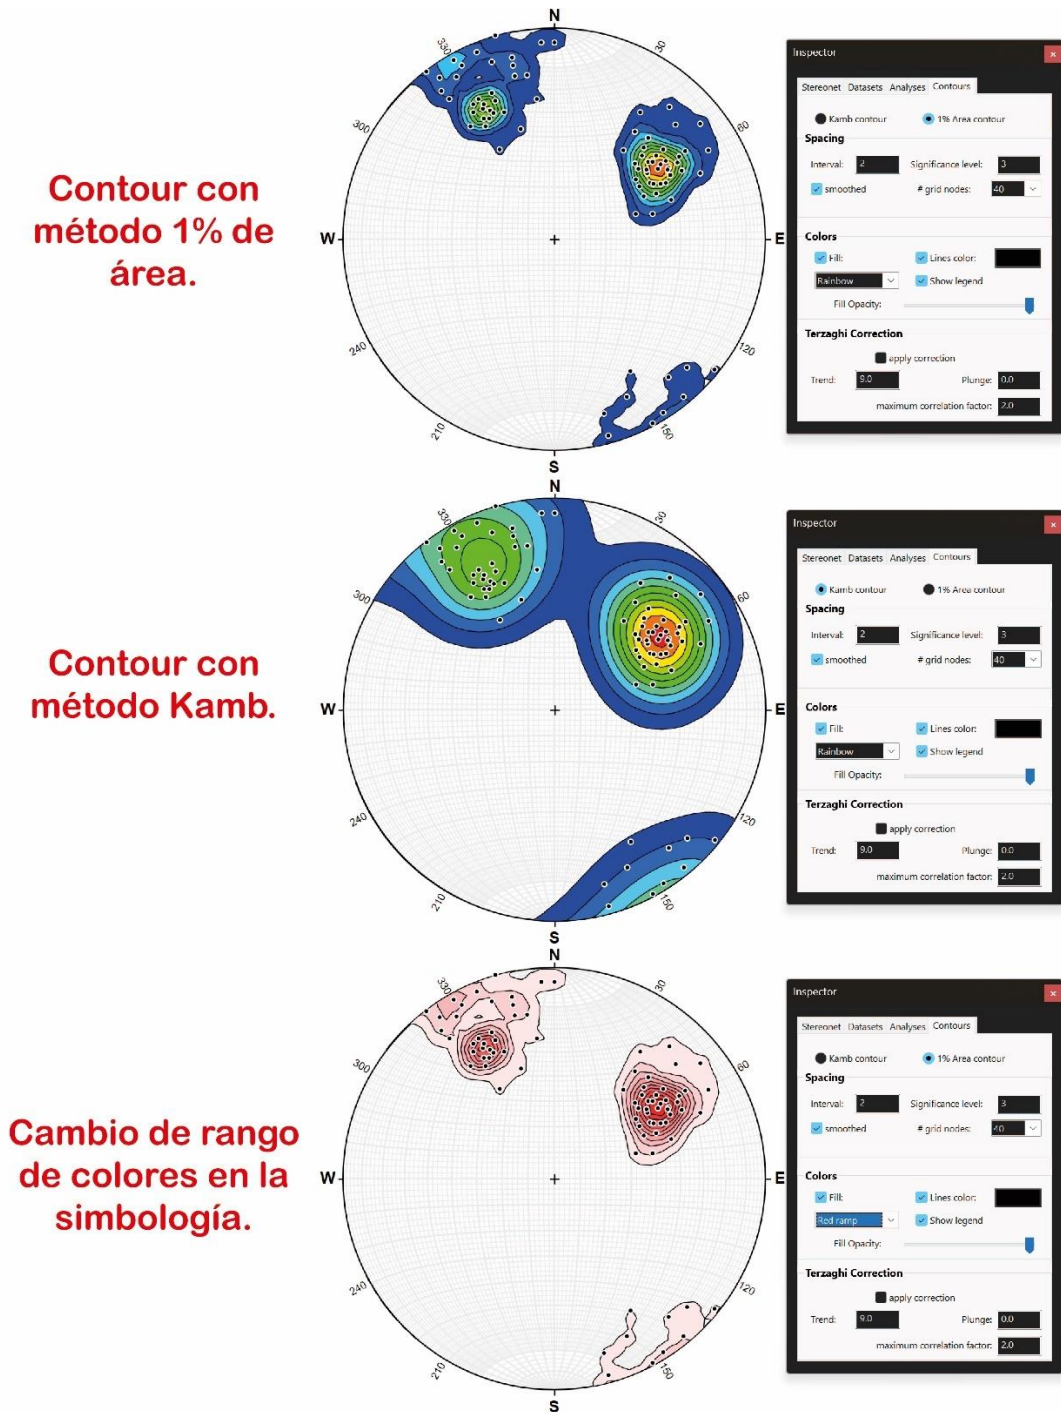 Contour con
método 1% de
área.
N
30
60
E
120
150
S
210
240
W
300
330
Inspector
×
Stereonet Datasets Analyses Contours
Kamb contour 1% Area contour
Spacing
Interval: 2 Significance level: 3
smoothed # grid nodes: 40
Colors
Fill: Lines color:
Rainbow Show legend
Fill Opacity:
Terzaghi Correction
apply correction
Trend: 9.0 Plunge: 0.0
maximum correlation factor: 2.0
Contour con
método Kamb.
N
30
60
E
120
150
S
210
240
W
300
330
Inspector
×
Stereonet Datasets Analyses Contours
Kamb contour 1% Area contour
Spacing
Interval: 2 Significance level: 3
smoothed # grid nodes: 40
Colors
Fill: Lines color:
Rainbow Show legend
Fill Opacity:
Terzaghi Correction
apply correction
Trend: 9.0 Plunge: 0.0
maximum correlation factor: 2.0
Cambio de rango
de colores en la
simbología.
N
30
60
E
120
150
S
210
240
W
300
330
Inspector
×
Stereonet Datasets Analyses Contours
Kamb contour 1% Area contour
Spacing
Interval: 2 Significance level: 3
smoothed # grid nodes: 40
Colors
Fill: Lines color:
Red ramp Show legend
Fill Opacity:
Terzaghi Correction
apply correction
Trend: 9.0 Plunge: 0.0
maximum correlation factor: 2.0